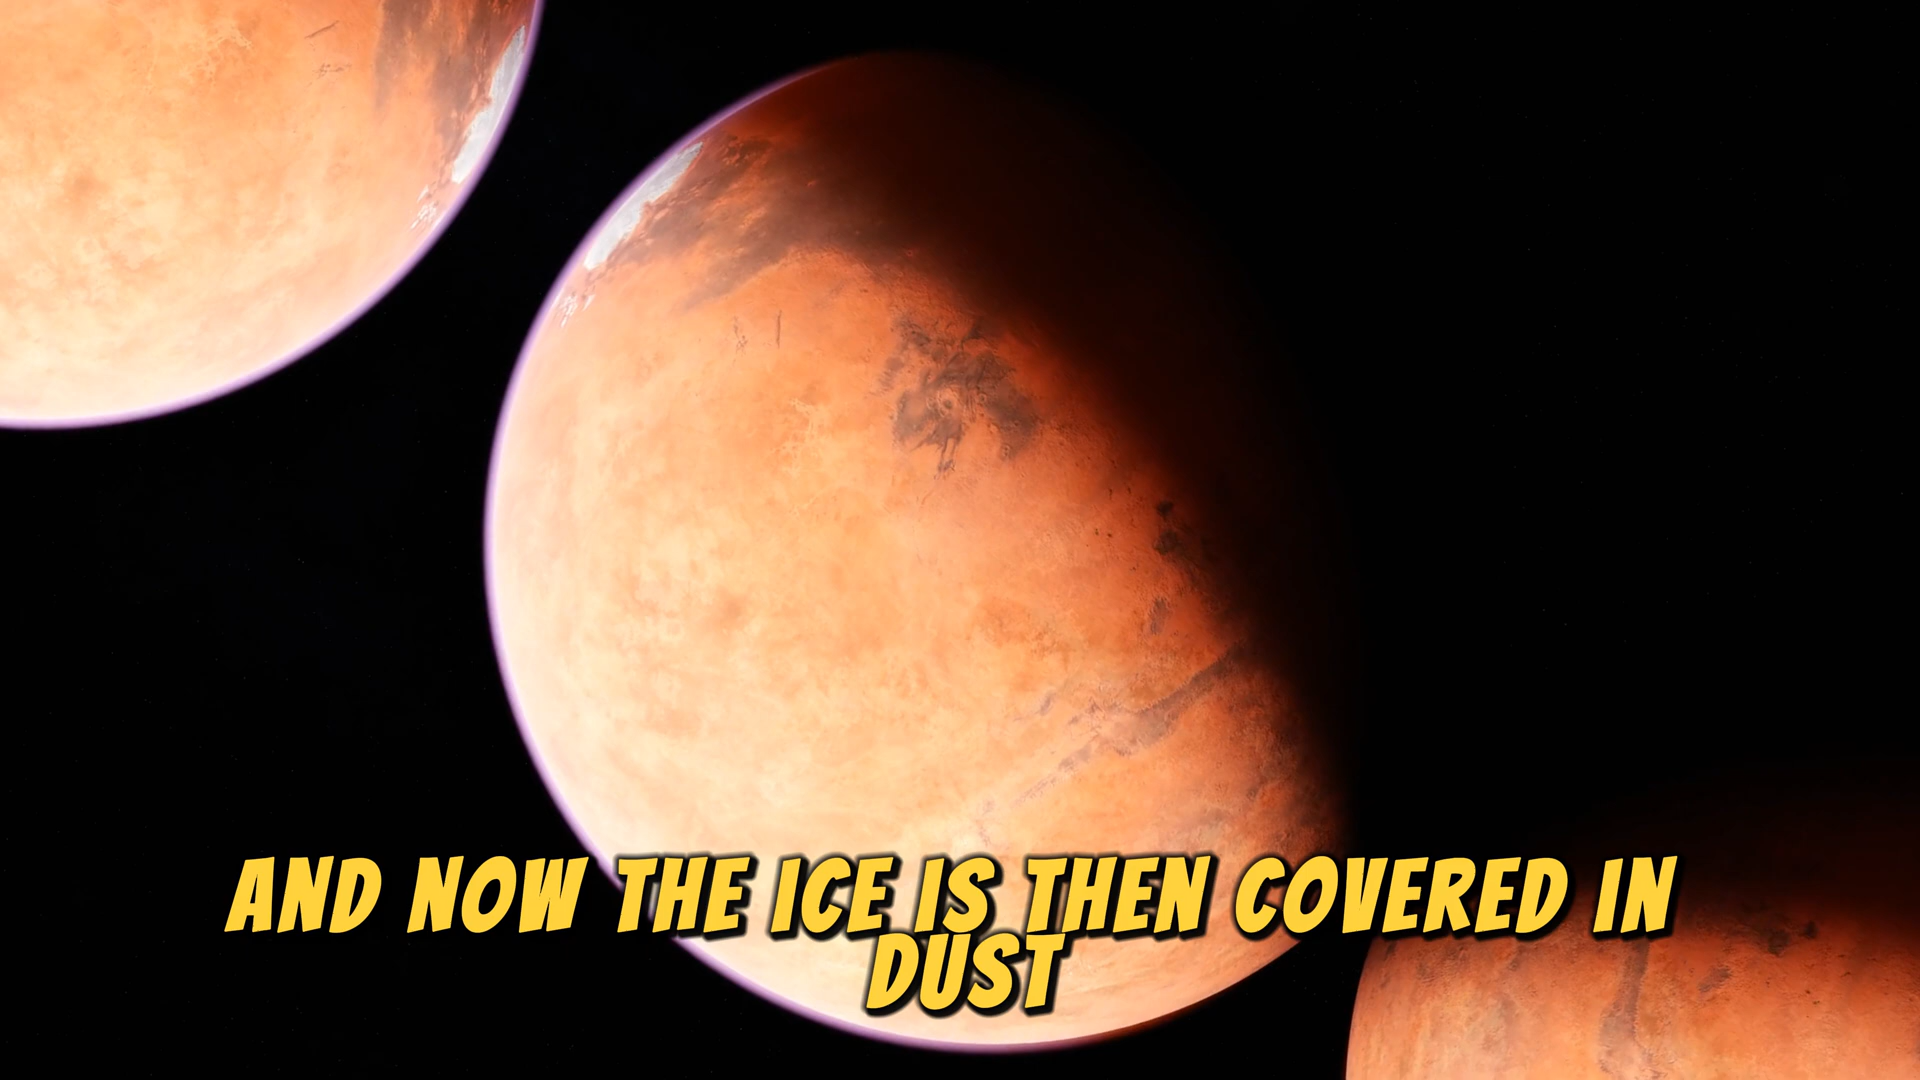 AND NOW THE ICE IS THEN COVERED IN
DUST